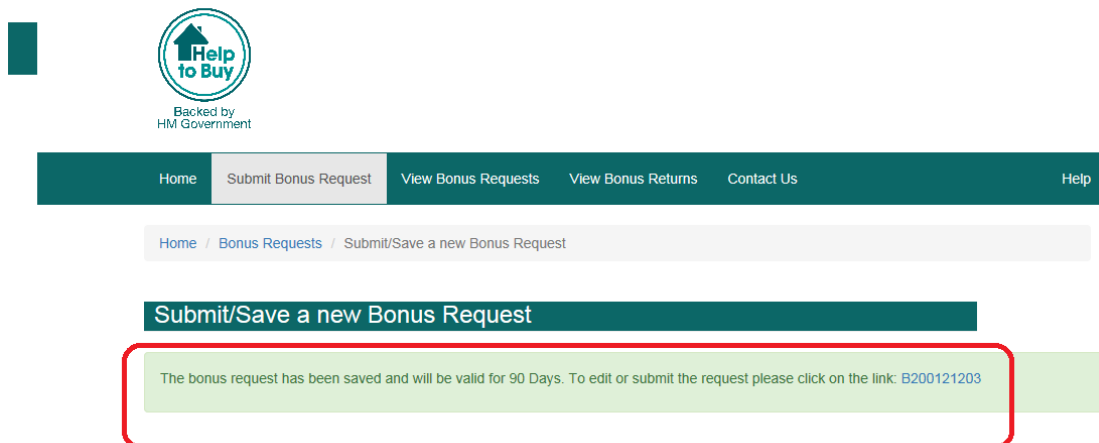 Help
to Buy
Backed by
HM Government
Home Submit Bonus Request View Bonus Requests View Bonus Returns Contact Us Help
Home / Bonus Requests / Submit/Save a new Bonus Request
Submit/Save a new Bonus Request
The bonus request has been saved and will be valid for 90 Days. To edit or submit the request please click on the link: B200121203